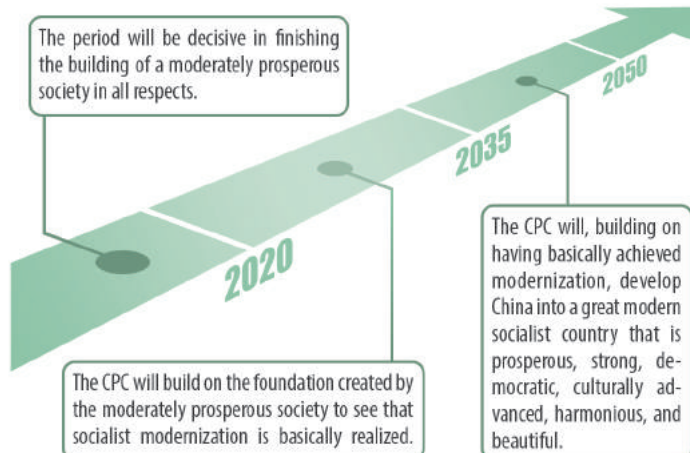 The period will be decisive in finishing
the building of a moderately prosperous
society in all respects.
2020
The CPC will build on the foundation created by
the moderately prosperous society to see that
socialist modernization is basically realized.
2035
2050
The CPC will, building on
having basically achieved
modernization, develop
China into a great modern
socialist country that is
prosperous, strong, de-
mocratic, culturally ad-
vanced, harmonious, and
beautiful.